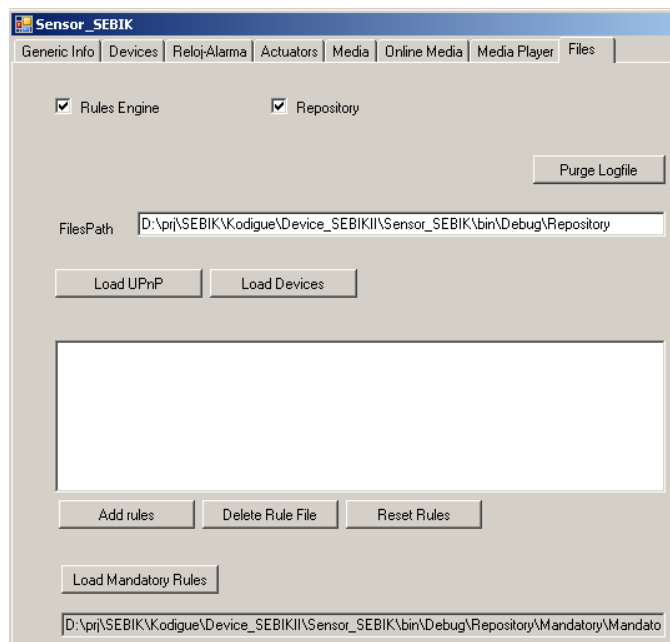 Sensor_SEBIK
Generic Info Devices Reloj-Alarma Actuators Media Online Media Media Player Files
Rules Engine Repository
Purge Logfile
FilesPath D:\prj\SEBIK\Kodigue\Device_SEBIKII\Sensor_SEBIK\bin\Debug\Repository
Load UPnP Load Devices
Add rules Delete Rule File Reset Rules
Load Mandatory Rules
D:\prj\SEBIK\Kodigue\Device_SEBIKII\Sensor_SEBIK\bin\Debug\Repository\Mandatory\Mandato